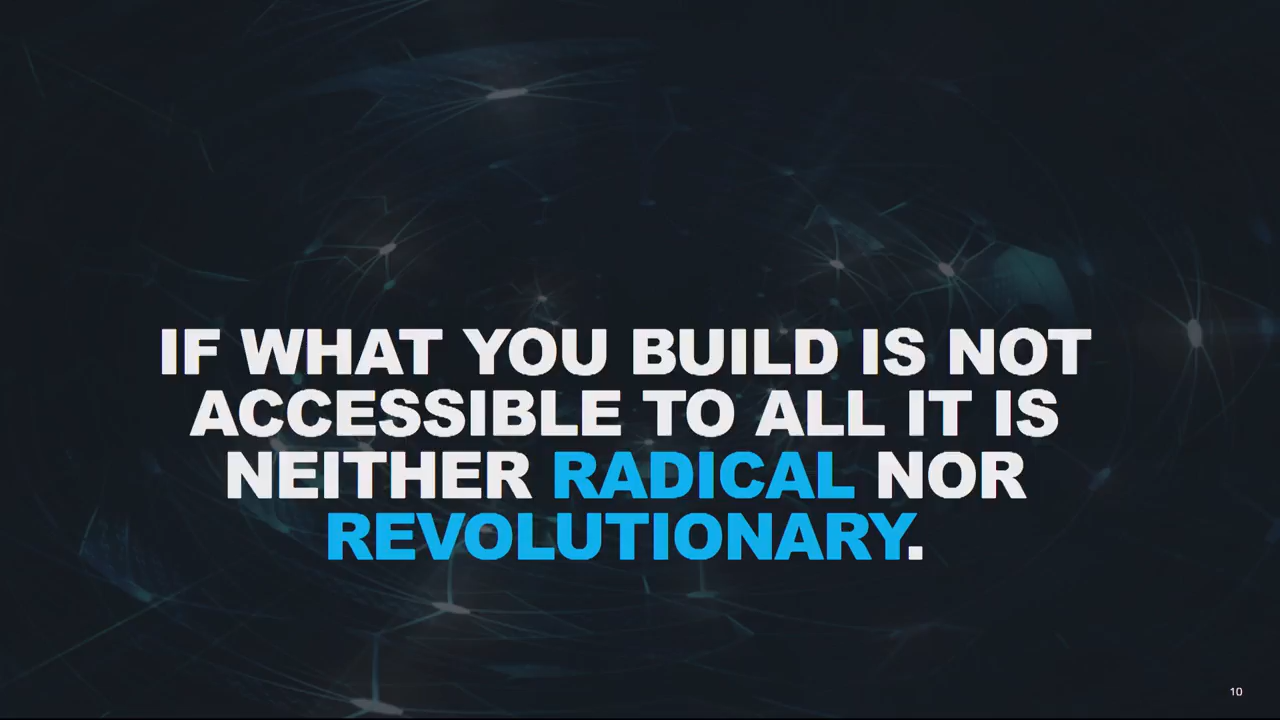 IF WHAT YOU BUILD IS NOT
ACCESSIBLE TO ALL IT IS
NEITHER RADICAL NOR
REVOLUTIONARY.
10